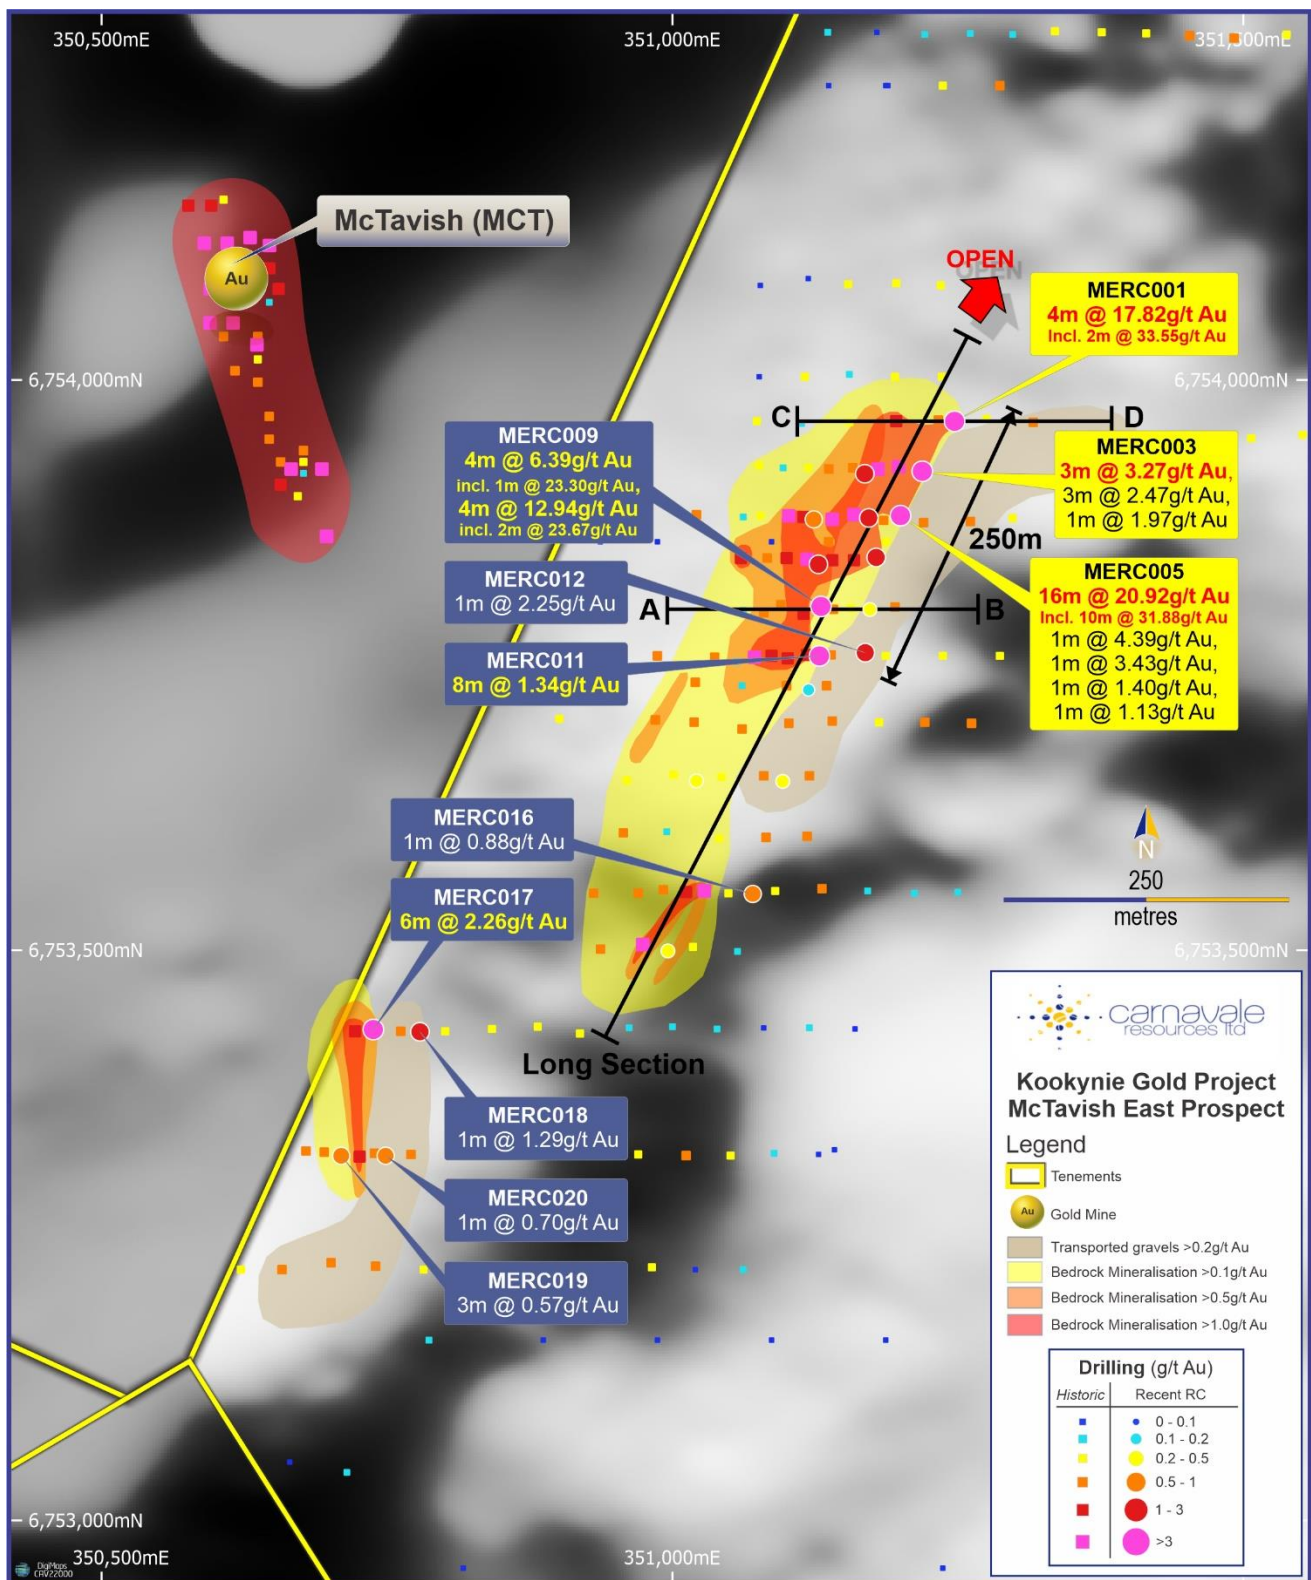 350,500mE
351,000mE
351,500mE
McTavish (MCT)
Au
OPEN
MERC001
4m @ 17.82g/t Au
Incl. 2m @ 33.55g/t Au
6,754,000mN
6,754,000mN
C
D
MERC009
4m @ 6.39g/t Au
incl. 1m @ 23.30g/t Au,
4m @ 12.94g/t Au
incl. 2m @ 23.67g/t Au
MERC003
3m @ 3.27g/t Au,
3m @ 2.47g/t Au,
1m @ 1.97g/t Au
250m
MERC012
1m @ 2.25g/t Au
A
B
MERC005
16m @ 20.92g/t Au
Incl. 10m @ 31.88g/t Au
1m @ 4.39g/t Au,
1m @ 3.43g/t Au,
1m @ 1.40g/t Au,
1m @ 1.13g/t Au
MERC011
8m @ 1.34g/t Au
MERC016
1m @ 0.88g/t Au
N
250
metres
MERC017
6m @ 2.26g/t Au
6,753,500mN
6,753,500mN
Long Section
MERC018
1m @ 1.29g/t Au
MERC020
1m @ 0.70g/t Au
MERC019
3m @ 0.57g/t Au
carnavale
resources ltd
Kookynie Gold Project
McTavish East Prospect
Legend
Tenements
Au
Gold Mine
Transported gravels >0.2g/t Au
Bedrock Mineralisation >0.1g/t Au
Bedrock Mineralisation >0.5g/t Au
Bedrock Mineralisation >1.0g/t Au
Drilling (g/t Au)
Historic Recent RC
0 - 0.1
0.1 - 0.2
0.2 - 0.5
0.5 - 1
1 - 3
>3
6,753,000mN
350,500mE
351,000mE
DigiMaps
CAV22000